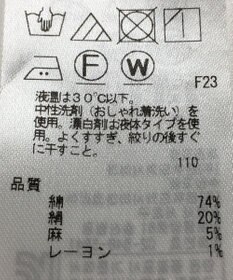 F W
F23
液温は30℃以下。
中性洗剤（おしゃれ着洗い）を
使用。漂白剤は液体タイプを使
用。よくすすぎ、絞りの後すぐ
に干すこと。
110
品質
綿 74%
絹 20%
麻 5%
レーヨン 1%